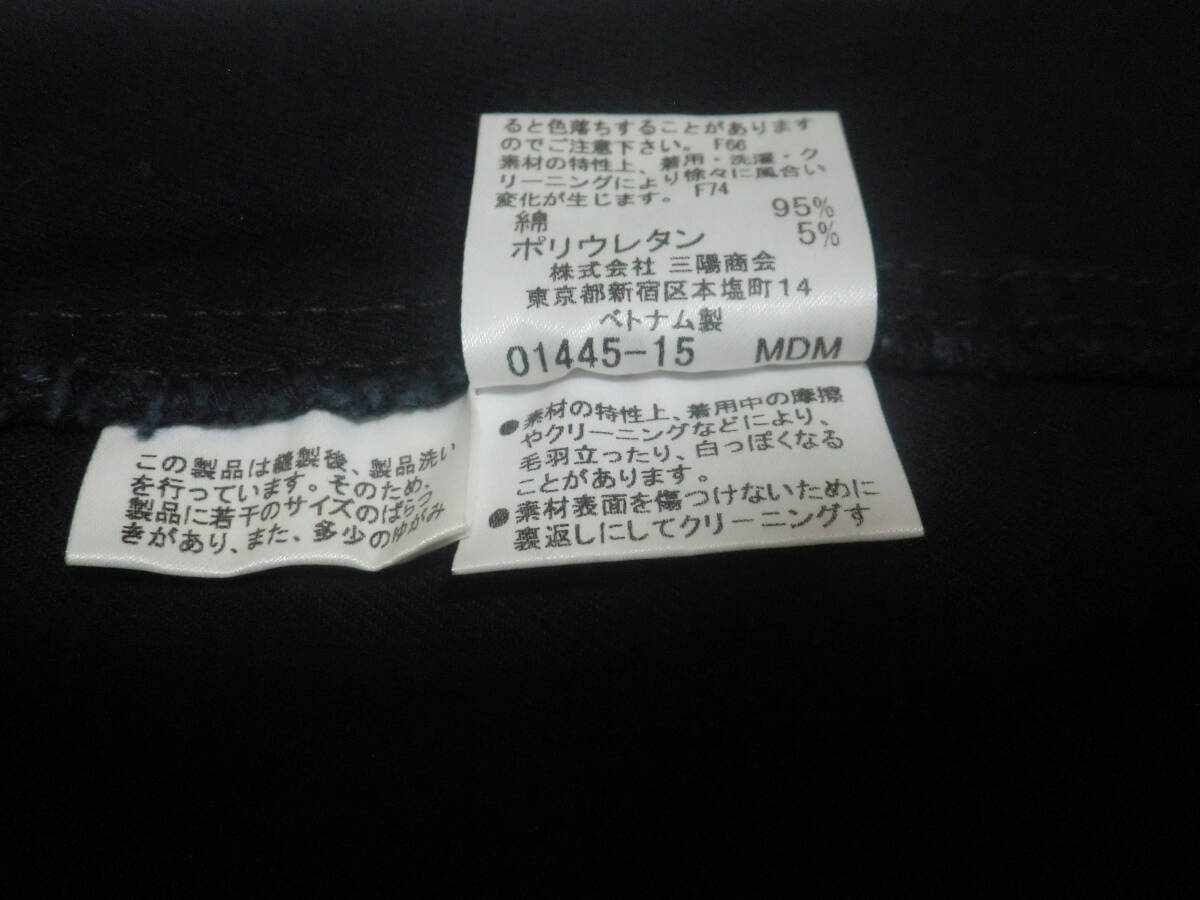 ると色落ちすることがあります
のでご注意下さい。 F66
素材の特性上、着用・洗濯・ク
リーニングにより徐々に風合い
変化が生じます。 F74
綿 95%
ポリウレタン 5%
株式会社 三陽商会
東京都新宿区本塩町14
ベトナム製
01445-15 MDM
この製品は縫製後、製品洗い
を行っています。そのため、
製品に若干のサイズのばらつ
きがあり、また、多少のゆがみ
●素材の特性上、着用中の摩擦
やクリーニングなどにより、
毛羽立ったり、白っぽくなる
ことがあります。
●素材表面を傷つけないために
裏返しにしてクリーニングす